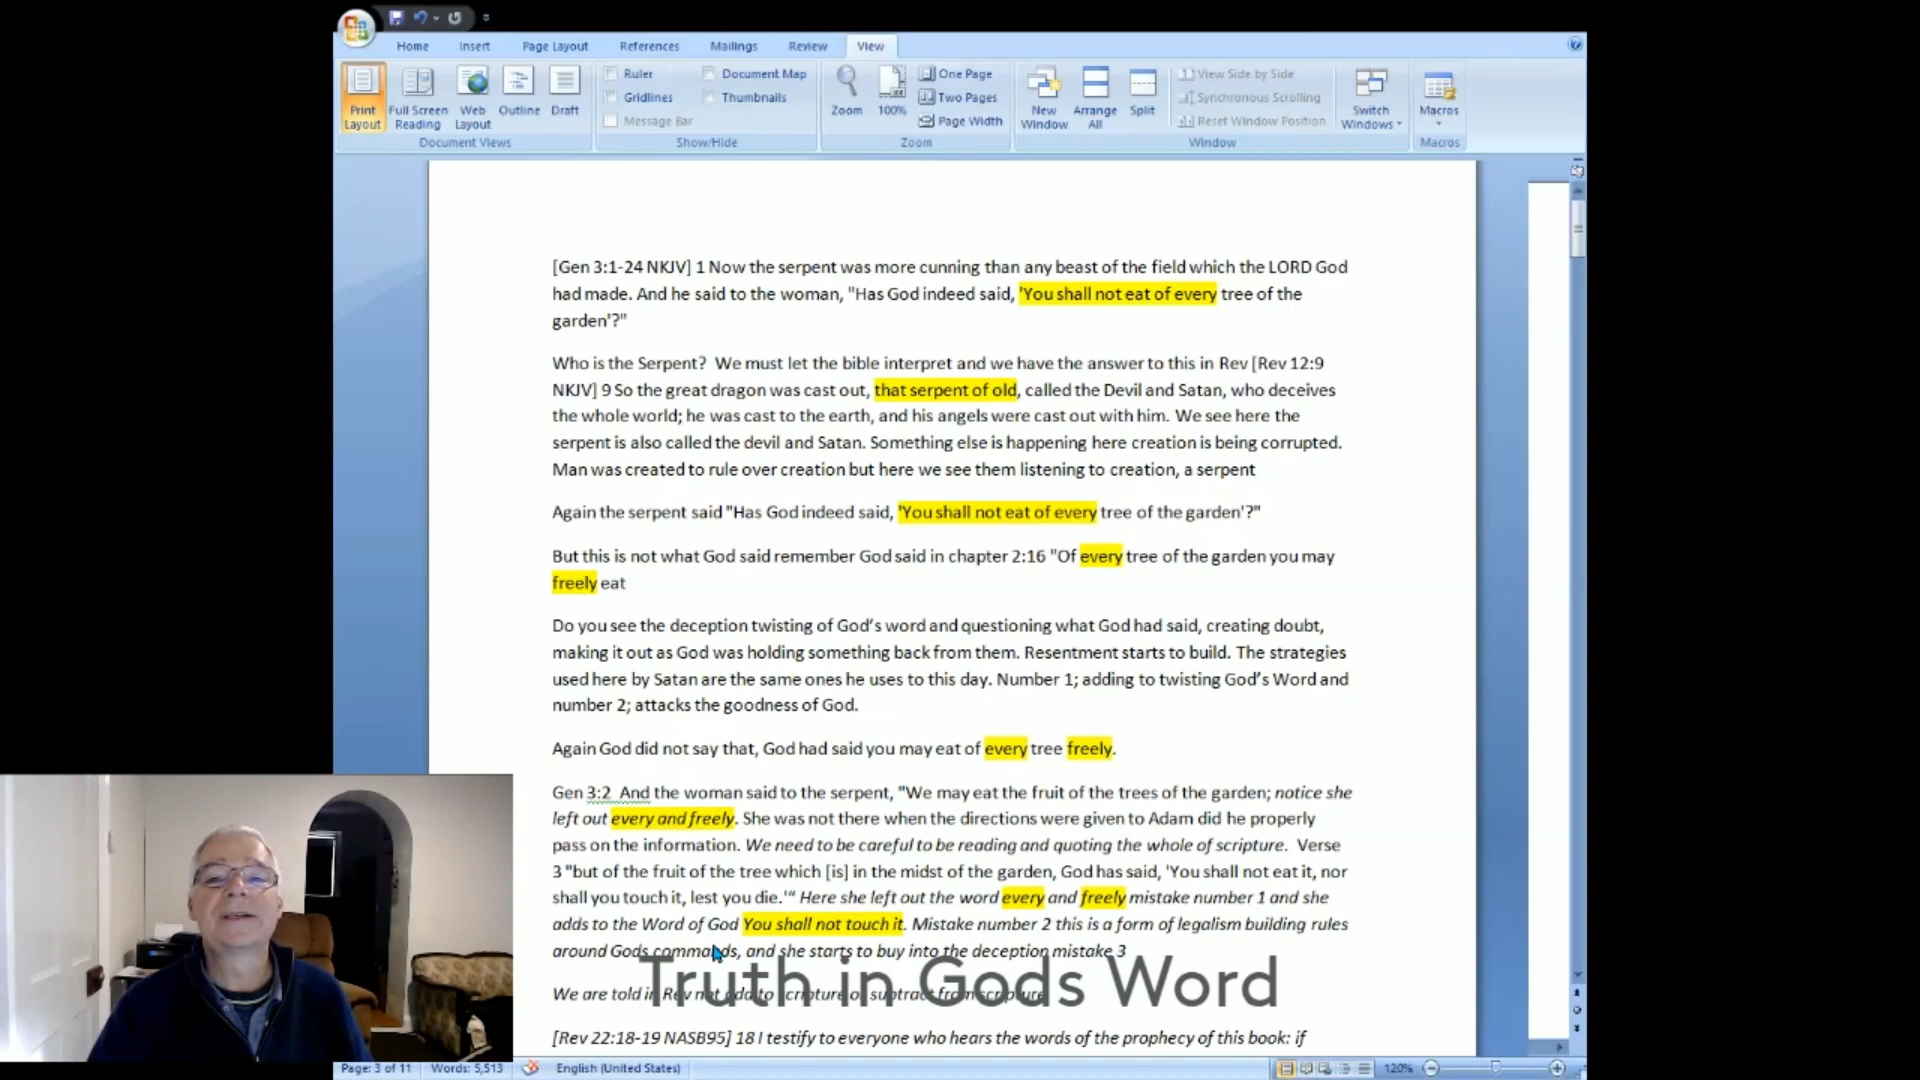 Home Insert Page Layout References Mailings Review View
Ruler Document Map View Side by Side
Gridlines Thumbnails Synchronous Scrolling
Message Bar Reset Window Position
One Page
Two Pages
Page Width
Print Layout Full Screen Reading Web Layout Outline Draft
Zoom 100% New Window Arrange All Split Switch Windows Macros
Document Views Show/Hide Zoom Window Macros
[Gen 3:1-24 NKJV] 1 Now the serpent was more cunning than any beast of the field which the LORD God
had made. And he said to the woman, "Has God indeed said, 'You shall not eat of every tree of the
garden'?"
Who is the Serpent?  We must let the bible interpret and we have the answer to this in Rev [Rev 12:9
NKJV] 9 So the great dragon was cast out, that serpent of old, called the Devil and Satan, who deceives
the whole world; he was cast to the earth, and his angels were cast out with him. We see here the
serpent is also called the devil and Satan. Something else is happening here creation is being corrupted.
Man was created to rule over creation but here we see them listening to creation, a serpent
Again the serpent said "Has God indeed said, 'You shall not eat of every tree of the garden'?"
But this is not what God said remember God said in chapter 2:16 "Of every tree of the garden you may
freely eat
Do you see the deception twisting of God's word and questioning what God had said, creating doubt,
making it out as God was holding something back from them. Resentment starts to build. The strategies
used here by Satan are the same ones he uses to this day. Number 1; adding to twisting God's Word and
number 2; attacks the goodness of God.
Again God did not say that, God had said you may eat of every tree freely.
Gen 3:2  And the woman said to the serpent, "We may eat the fruit of the trees of the garden; notice she
left out every and freely. She was not there when the directions were given to Adam did he properly
pass on the information. We need to be careful to be reading and quoting the whole of scripture.  Verse
3 "but of the fruit of the tree which [is] in the midst of the garden, God has said, 'You shall not eat it, nor
shall you touch it, lest you die.'" Here she left out the word every and freely mistake number 1 and she
adds to the Word of God You shall not touch it. Mistake number 2 this is a form of legalism building rules
around Gods commands, and she starts to buy into the deception mistake 3
Truth in Gods Word
We are told in Rev not add to scripture or subtract from scripture
[Rev 22:18-19 NASB95] 18 I testify to everyone who hears the words of the prophecy of this book: if
Page: 3 of 11 Words: 5,513 English (United States) 120%